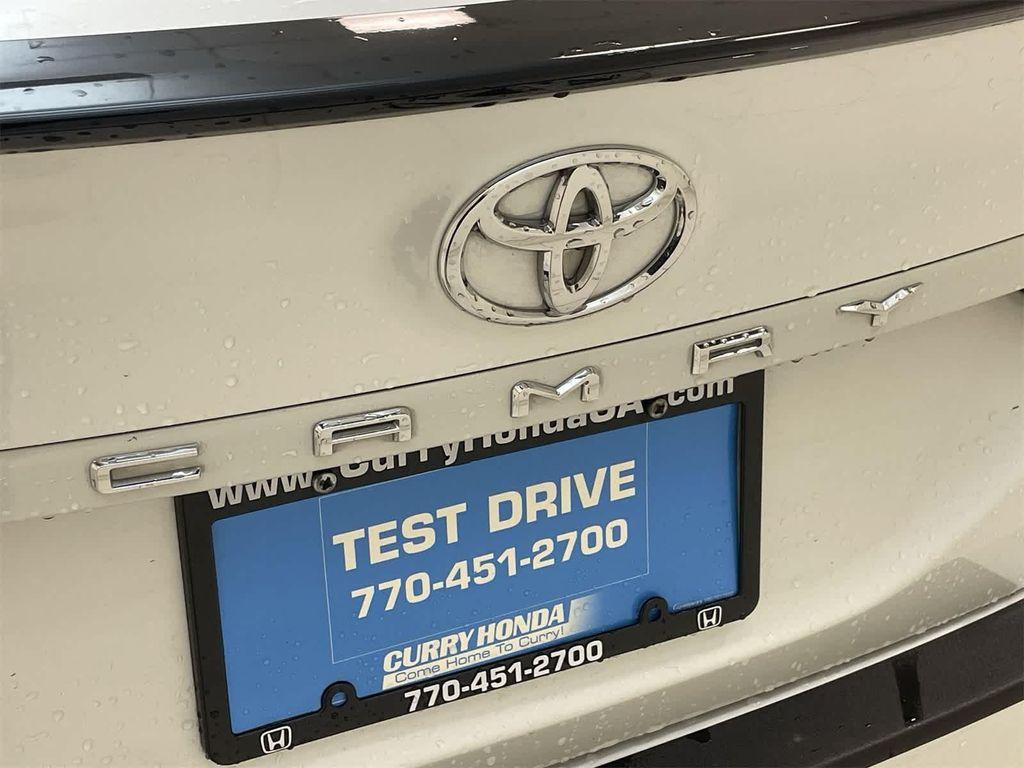 CAMRY
www.CurryHondaGA.com
TEST DRIVE
770-451-2700
CURRY HONDA
Come Home To Curry!
770-451-2700